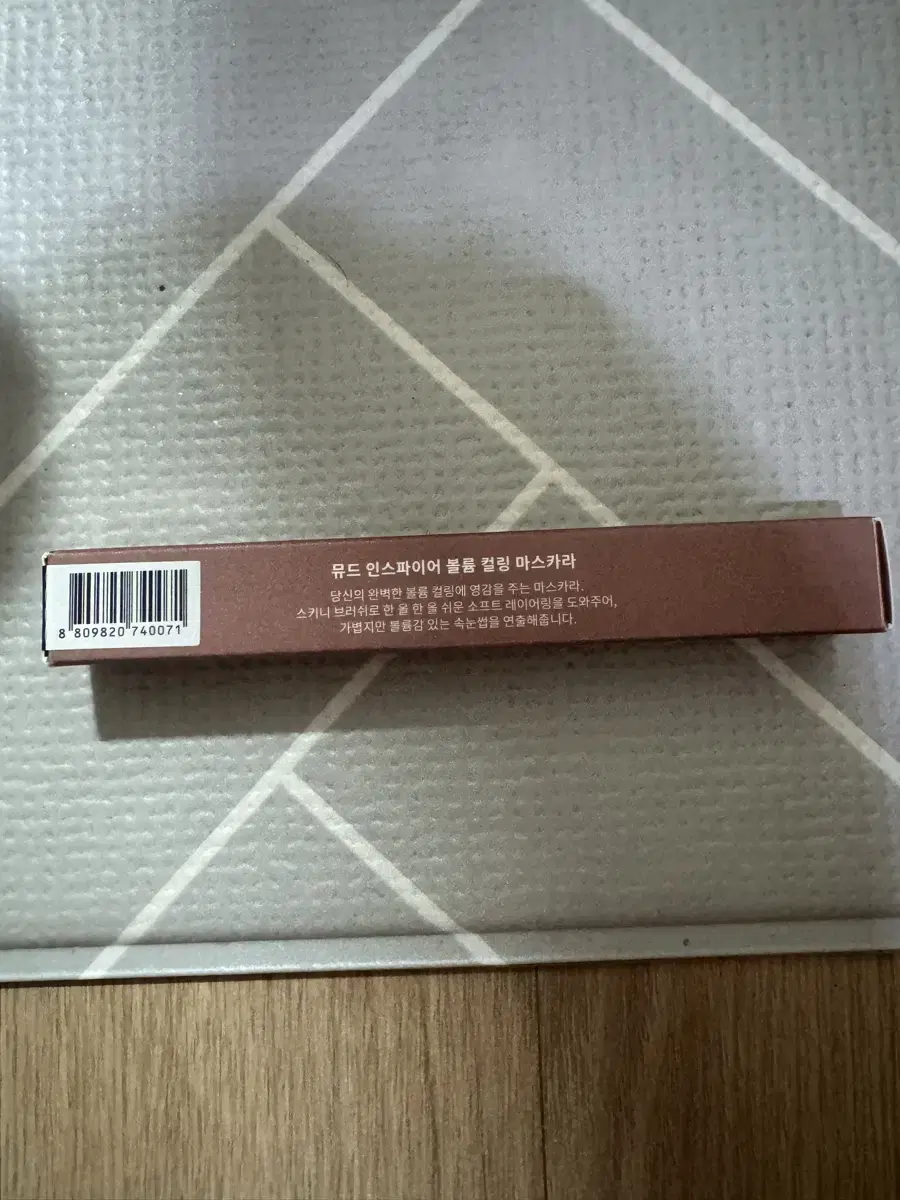 뮤드 인스파이어 볼륨 컬링 마스카라
당신의 완벽한 볼륨 컬링에 영감을 주는 마스카라.
스키니 브러쉬로 한 올 한 올 쉬운 소프트 레이어링을 도와주어,
가볍지만 볼륨감 있는 속눈썹을 연출해줍니다.
8 809820 740071